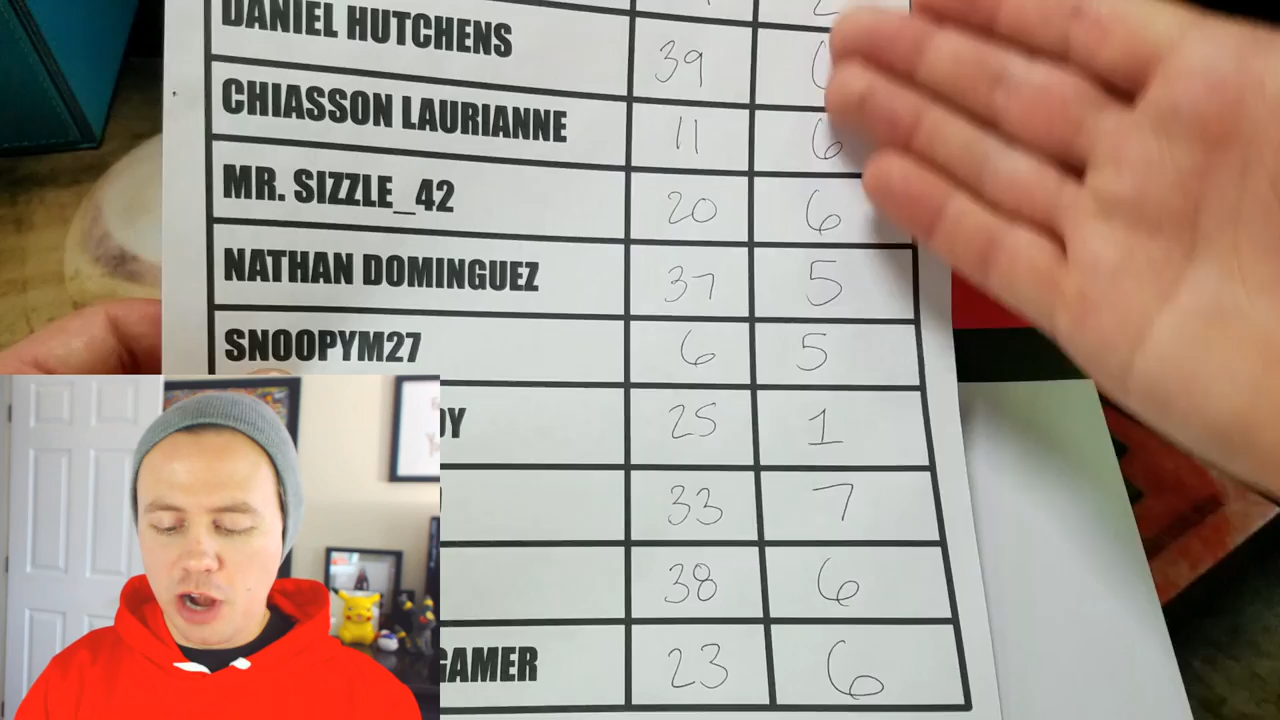 DANIEL HUTCHENS 39
CHIASSON LAURIANNE 11 6
MR. SIZZLE_42 20 6
NATHAN DOMINGUEZ 37 5
SNOOPYM27 6 5
25 1
33 7
38 6
GAMER 23 6